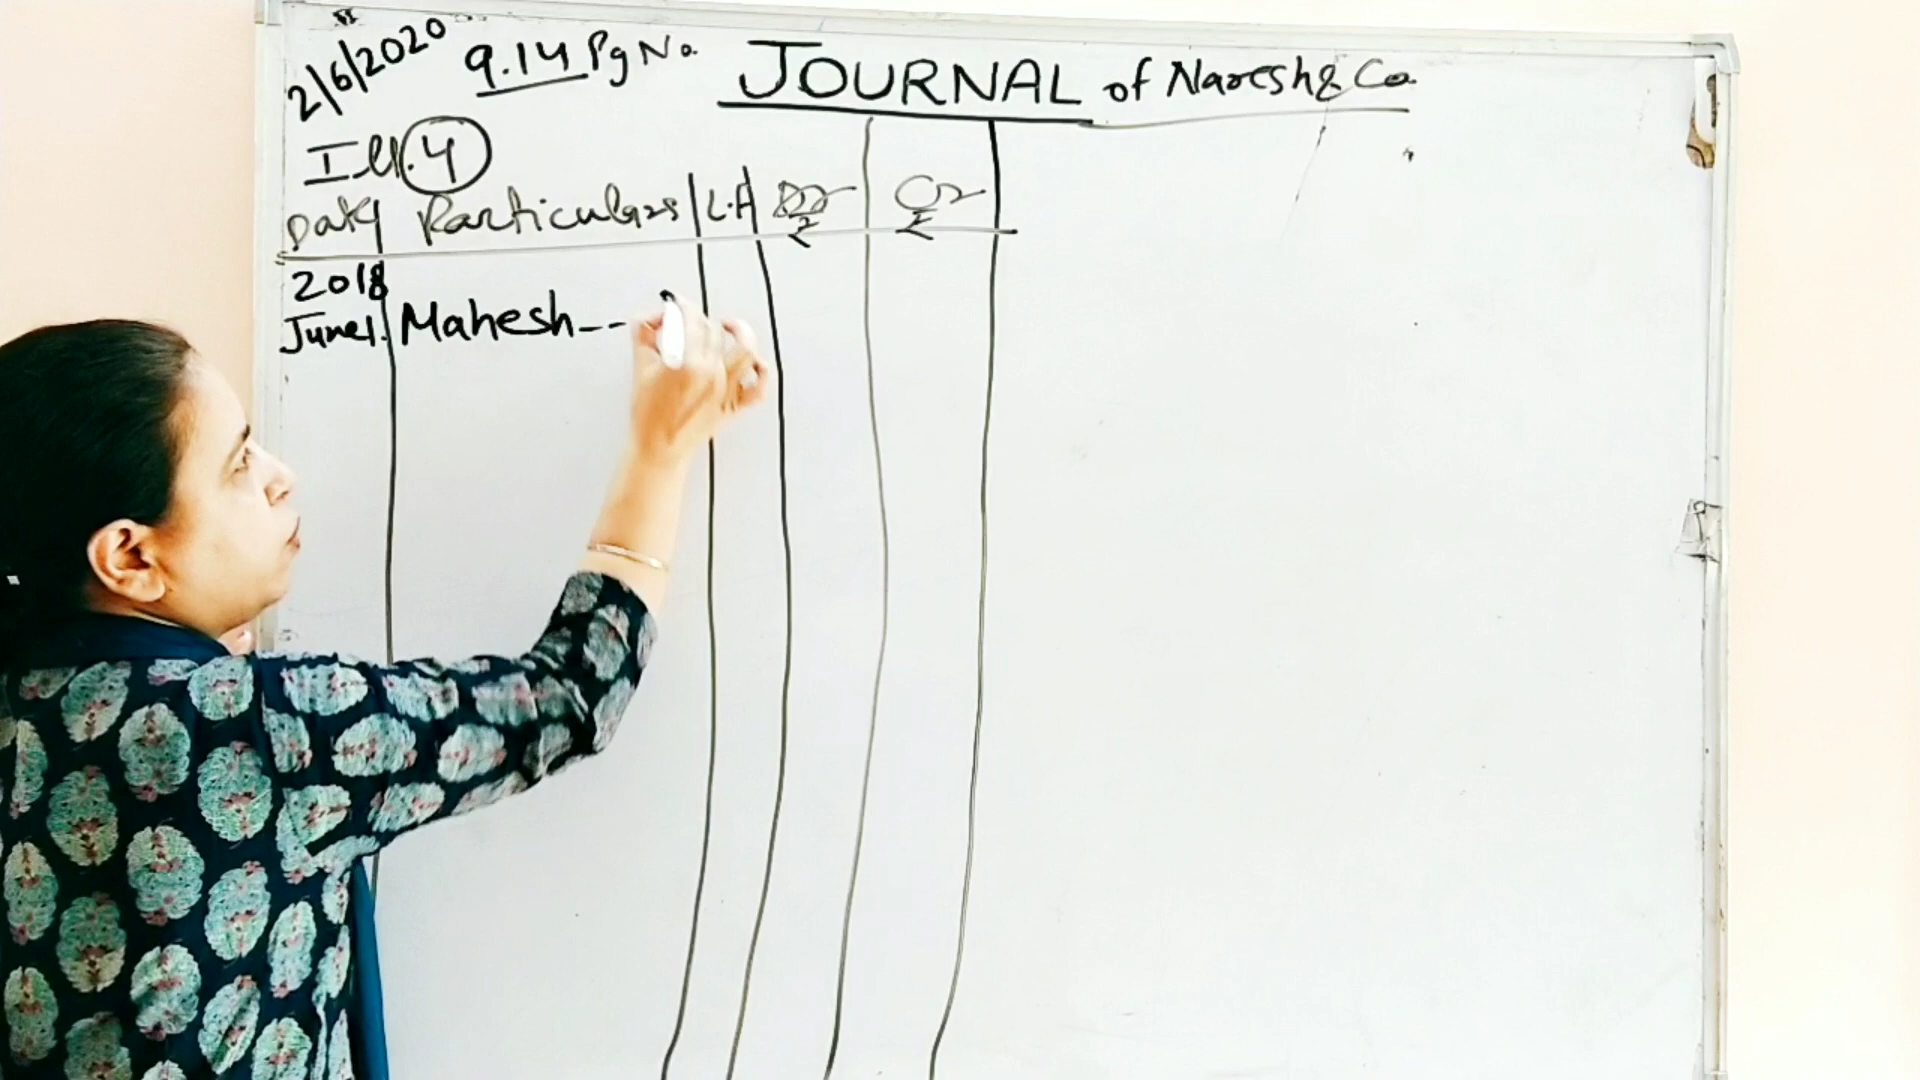 2/6/2020 9.14 Pg No. JOURNAL of Naresh & Co.
Ill. 4
Date Particulars L.F Dr ₹ Cr ₹
2018
June 1. Mahesh ---